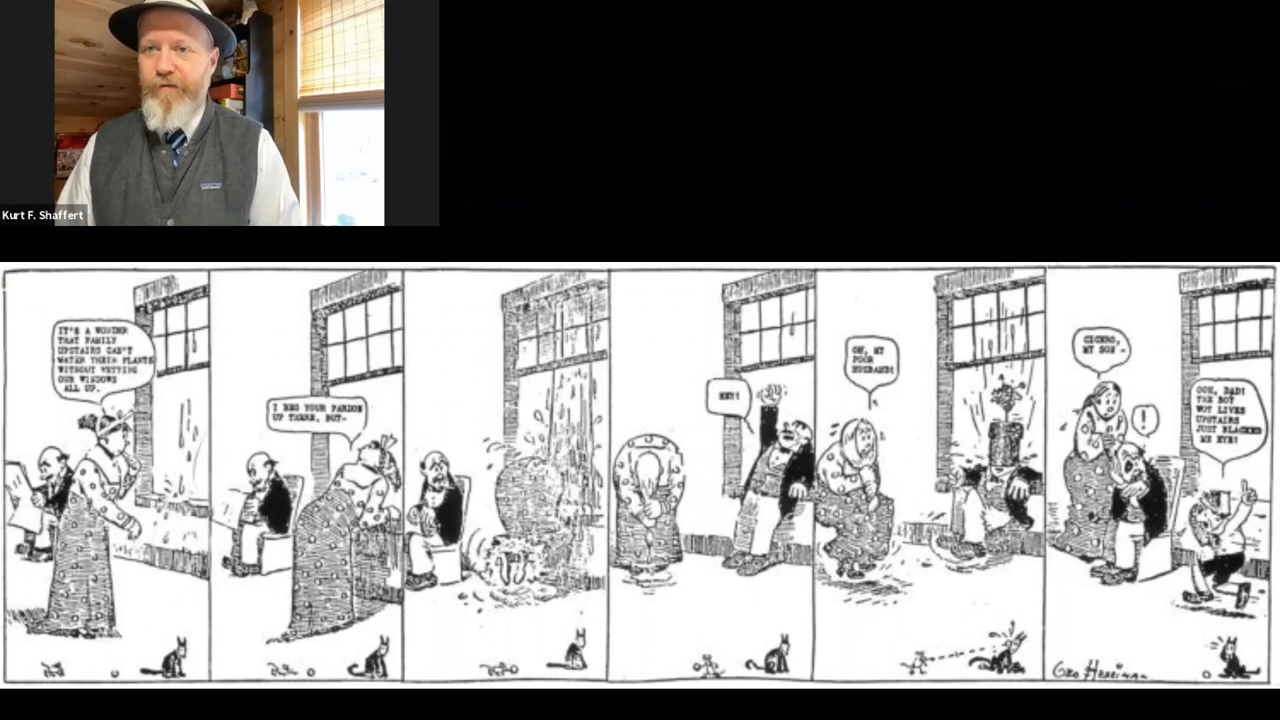 Kurt F. Shaffert
IT'S A WONDER
THAT FAMILY
UPSTAIRS CAN'T
WATER THEIR PLANTS
WITHOUT WETTING
OUR WINDOWS
ALL UP.
I BEG YOUR PARDON
UP THERE, BUT-
HEY!
OH, MY
POOR
HUSBAND!
CICERO,
MY SON -
!
OOH, DAD!
THE BOY
WOT LIVES
UPSTAIRS
JUST BLACKED
ME EYE!
Geo Herriman